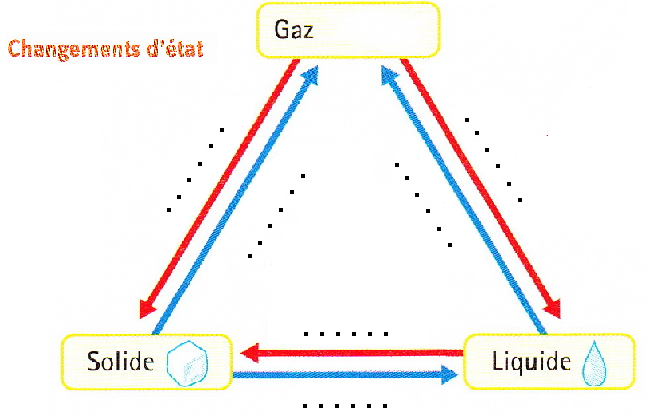 Gaz
Changements d'état
. . . . . .
. . . . . .
. . . . . .
. . . . . .
. . . . . .
Solide
Liquide
. . . . . .